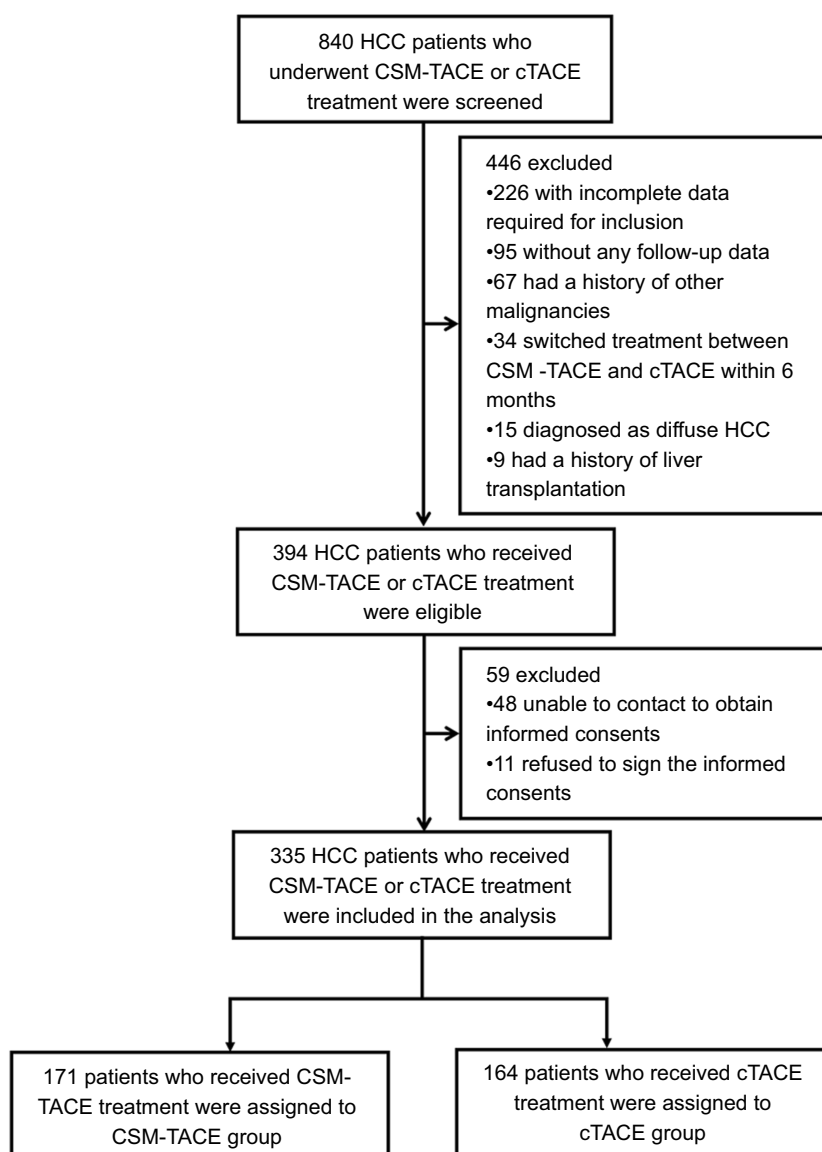 840 HCC patients who
underwent CSM-TACE or cTACE
treatment were screened
446 excluded
•226 with incomplete data
required for inclusion
•95 without any follow-up data
•67 had a history of other
malignancies
•34 switched treatment between
CSM -TACE and cTACE within 6
months
•15 diagnosed as diffuse HCC
•9 had a history of liver
transplantation
394 HCC patients who received
CSM-TACE or cTACE treatment
were eligible
59 excluded
•48 unable to contact to obtain
informed consents
•11 refused to sign the informed
consents
335 HCC patients who received
CSM-TACE or cTACE treatment
were included in the analysis
171 patients who received CSM-
TACE treatment were assigned to
CSM-TACE group
164 patients who received cTACE
treatment were assigned to
cTACE group